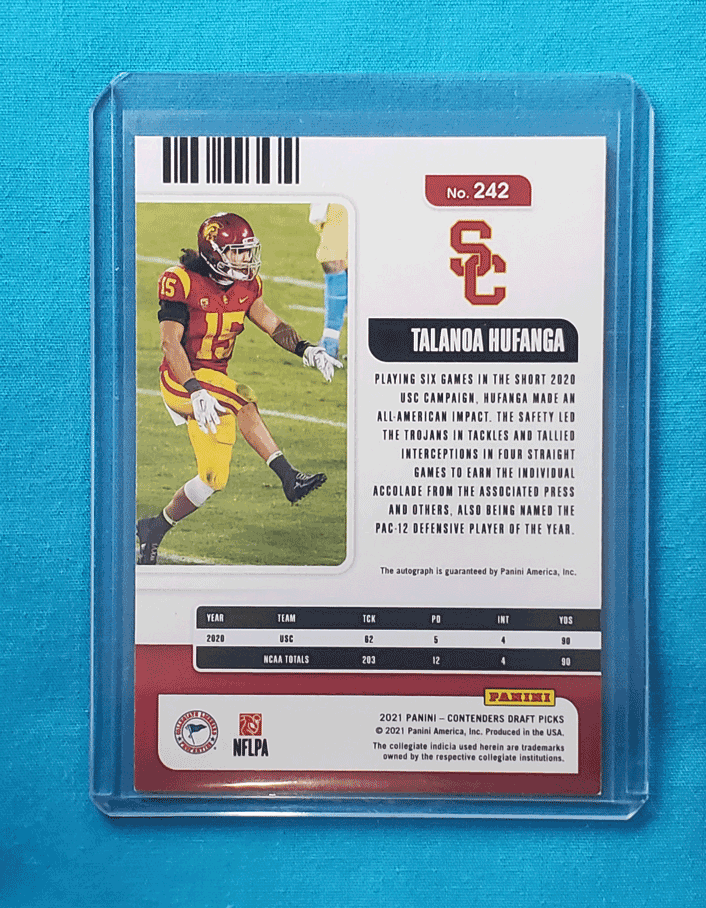 No. 242
SC
15
15
TALANOA HUFANGA
PLAYING SIX GAMES IN THE SHORT 2020
USC CAMPAIGN, HUFANGA MADE AN
ALL-AMERICAN IMPACT. THE SAFETY LED
THE TROJANS IN TACKLES AND TALLIED
INTERCEPTIONS IN FOUR STRAIGHT
GAMES TO EARN THE INDIVIDUAL
ACCOLADE FROM THE ASSOCIATED PRESS
AND OTHERS, ALSO BEING NAMED THE
PAC-12 DEFENSIVE PLAYER OF THE YEAR.
The autograph is guaranteed by Panini America, Inc.
YEAR TEAM TCK PD INT YDS
2020 USC 62 5 4 90
NCAA TOTALS 203 12 4 90
PANINI
2021 PANINI – CONTENDERS DRAFT PICKS
© 2021 Panini America, Inc. Produced in the USA.
The collegiate indicia used herein are trademarks
owned by the respective collegiate institutions.
NFLPA